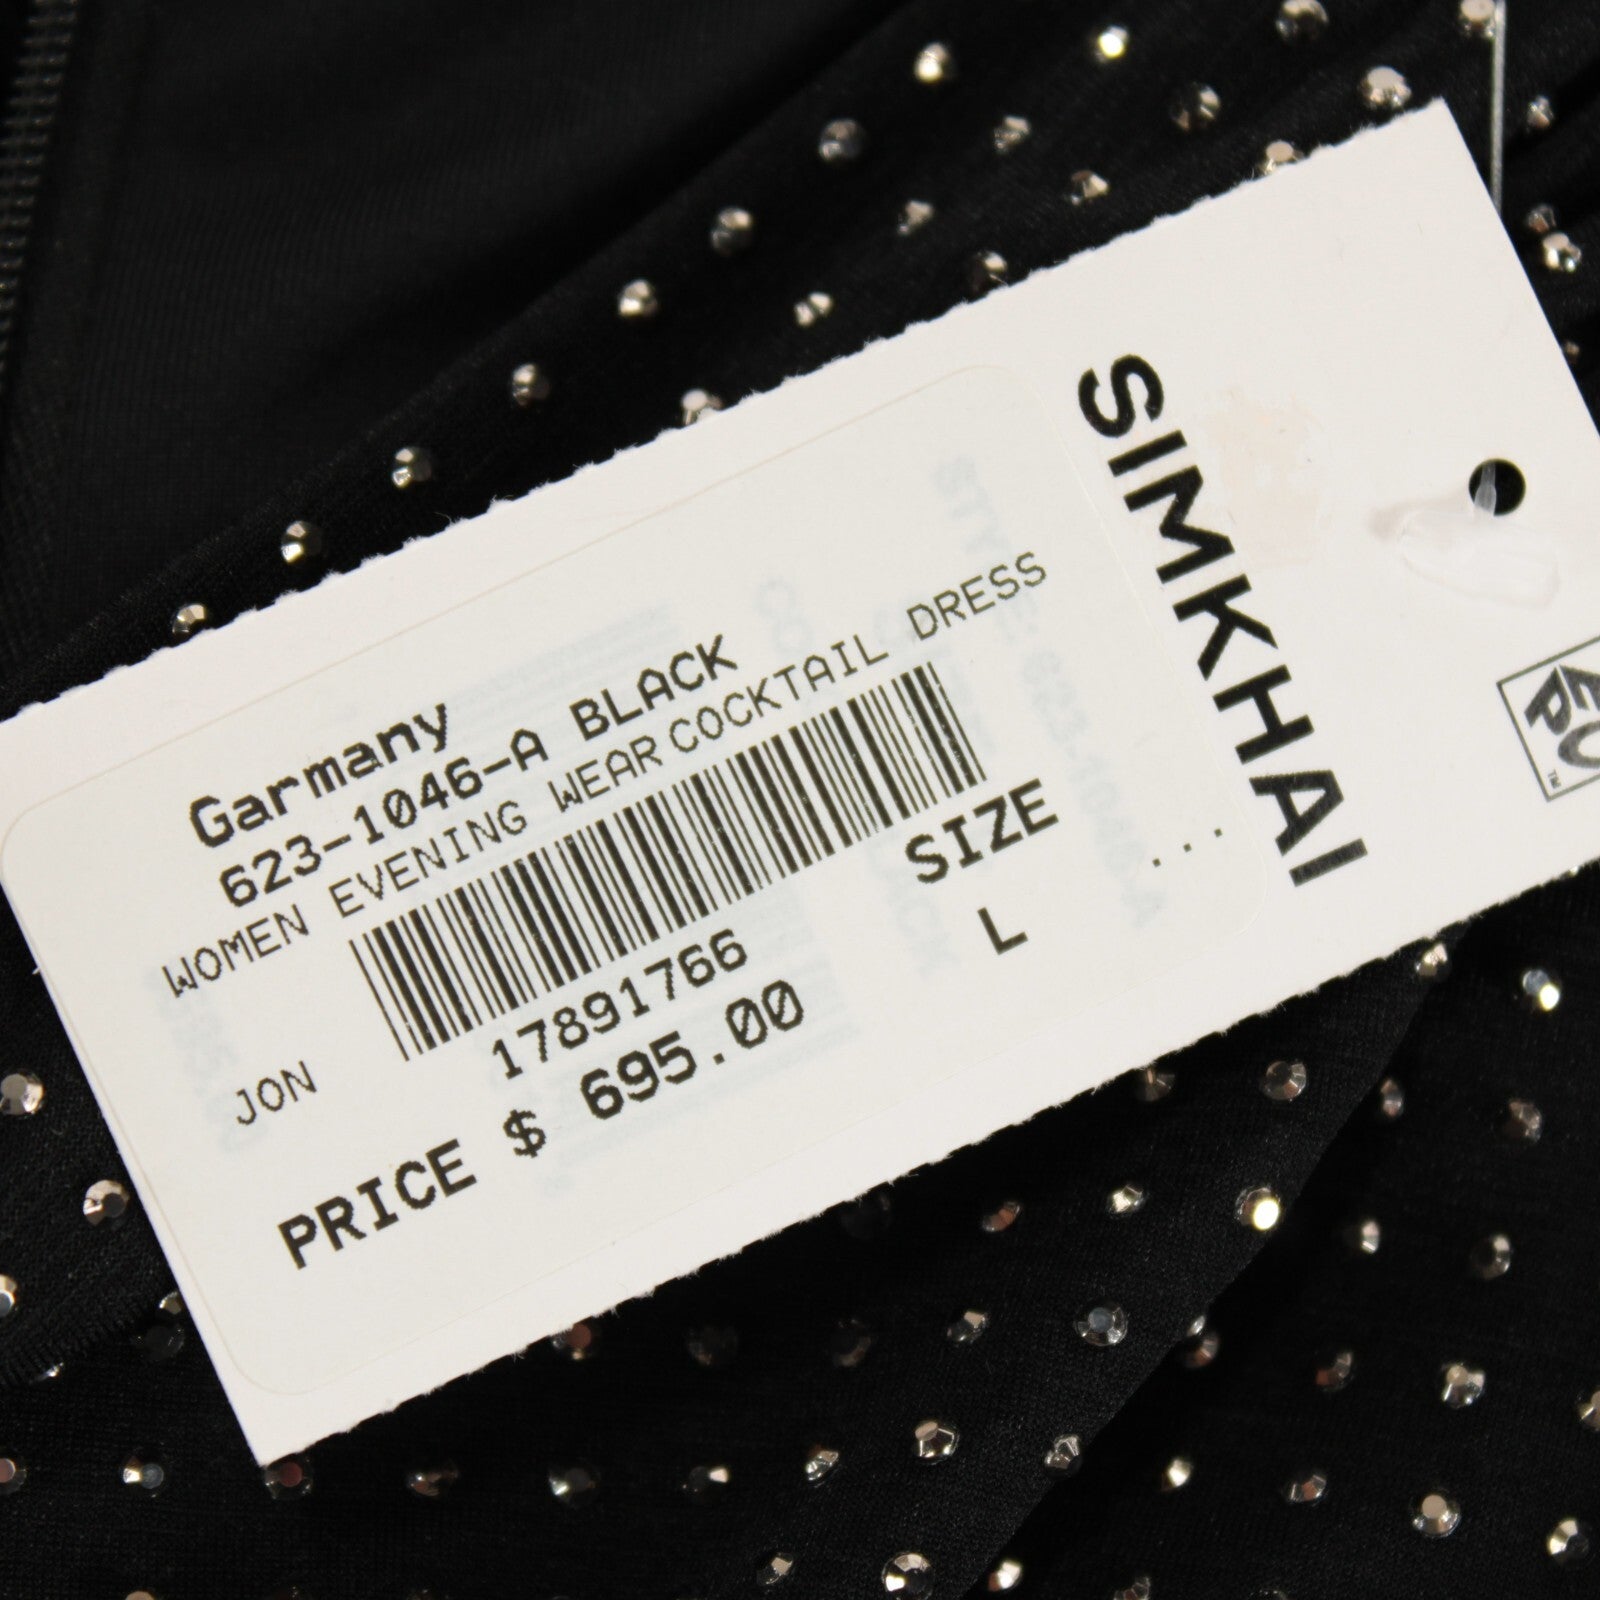 SIMKHAI
Garmany
623-1046-A BLACK
WOMEN EVENING WEAR COCKTAIL DRESS
SIZE
L
17891766
JON
PRICE $ 695.00